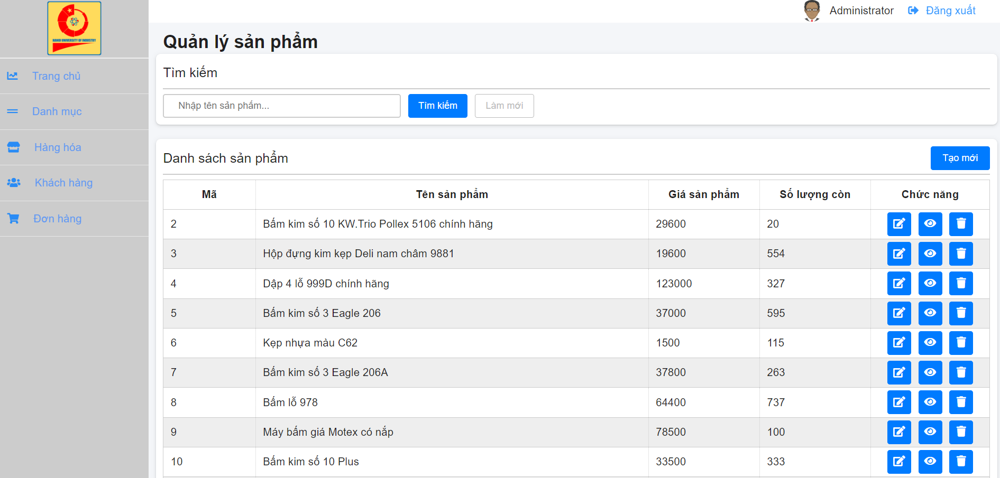 HANOI UNIVERSITY OF INDUSTRY
Administrator Đăng xuất
Trang chủ
Danh mục
Hàng hóa
Khách hàng
Đơn hàng
Quản lý sản phẩm
Tìm kiếm
Nhập tên sản phẩm... Tìm kiếm Làm mới
Danh sách sản phẩm Tạo mới
Mã Tên sản phẩm Giá sản phẩm Số lượng còn Chức năng
2 Bấm kim số 10 KW.Trio Pollex 5106 chính hãng 29600 20
3 Hộp đựng kim kẹp Deli nam châm 9881 19600 554
4 Dập 4 lỗ 999D chính hãng 123000 327
5 Bấm kim số 3 Eagle 206 37000 595
6 Kẹp nhựa màu C62 1500 115
7 Bấm kim số 3 Eagle 206A 37800 263
8 Bấm lỗ 978 64400 737
9 Máy bấm giá Motex có nắp 78500 100
10 Bấm kim số 10 Plus 33500 333